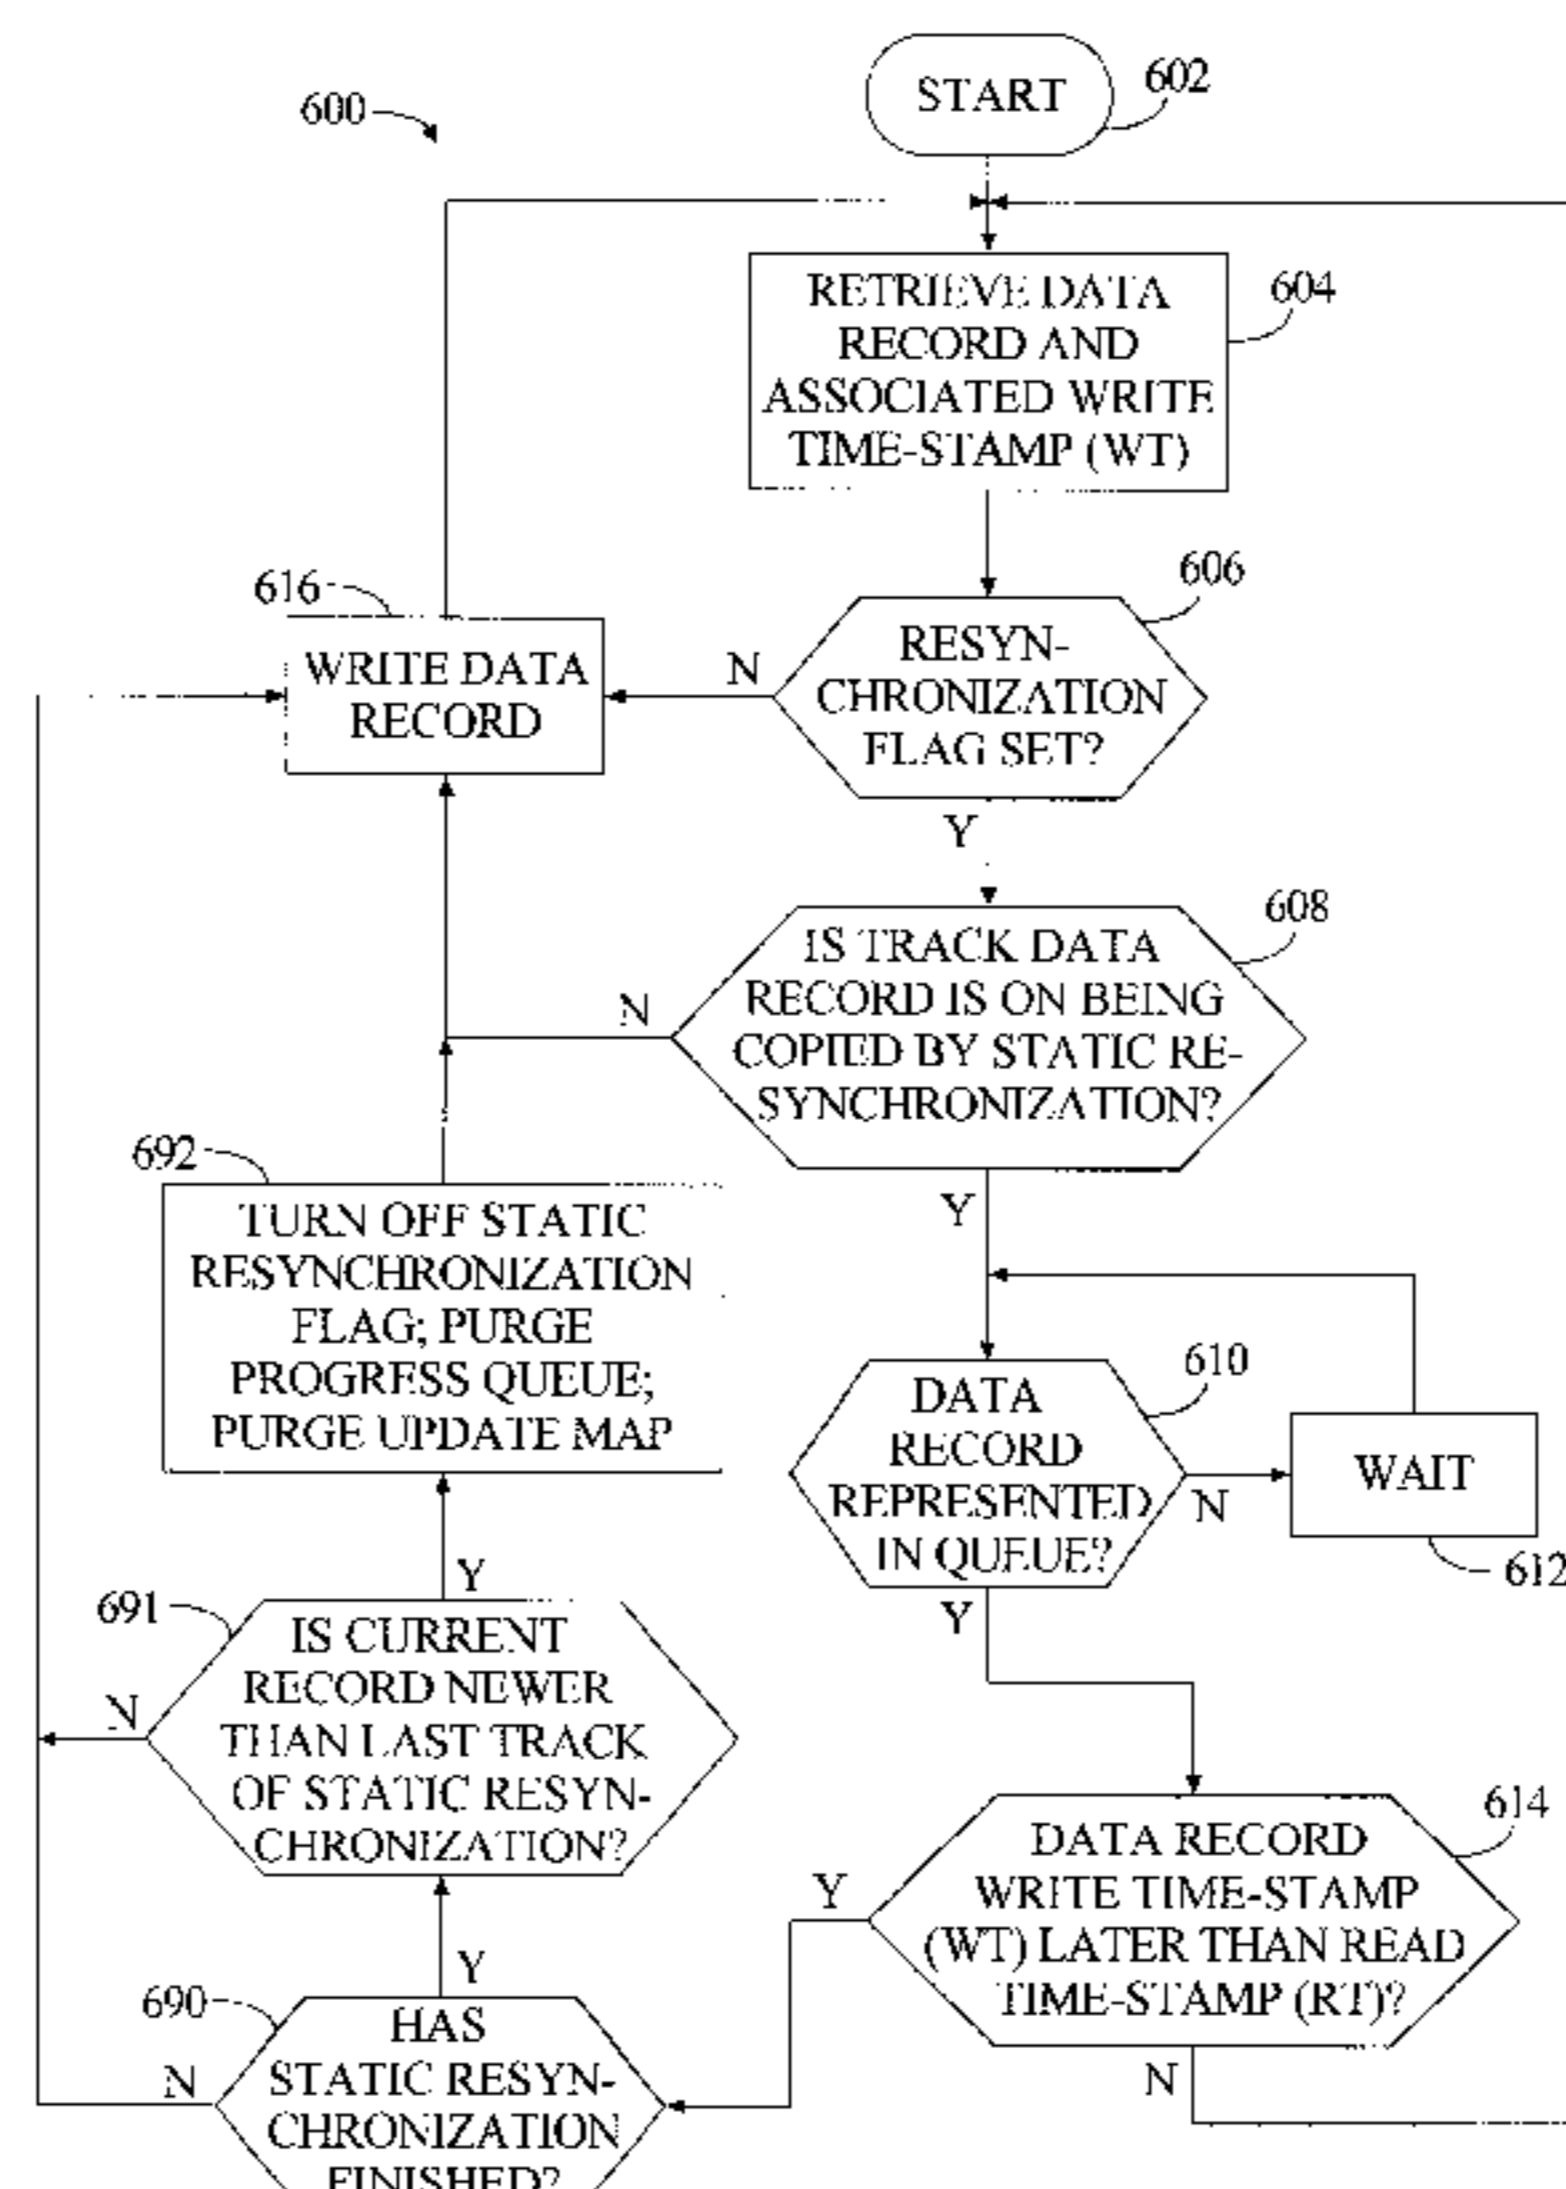 600
START
602
RETRIEVE DATA
RECORD AND
ASSOCIATED WRITE
TIME-STAMP (WT)
604
616
WRITE DATA
RECORD
N
RESYN-
CHRONIZATION
FLAG SET?
606
Y
IS TRACK DATA
RECORD IS ON BEING
COPIED BY STATIC RE-
SYNCHRONIZATION?
608
N
Y
692
TURN OFF STATIC
RESYNCHRONIZATION
FLAG; PURGE
PROGRESS QUEUE;
PURGE UPDATE MAP
DATA
RECORD
REPRESENTED
IN QUEUE?
610
N
WAIT
612
Y
Y
691
IS CURRENT
RECORD NEWER
THAN LAST TRACK
OF STATIC RESYN-
CHRONIZATION?
N
DATA RECORD
WRITE TIME-STAMP
(WT) LATER THAN READ
TIME-STAMP (RT)?
614
Y
N
Y
690
HAS
STATIC RESYN-
CHRONIZATION
FINISHED?
N